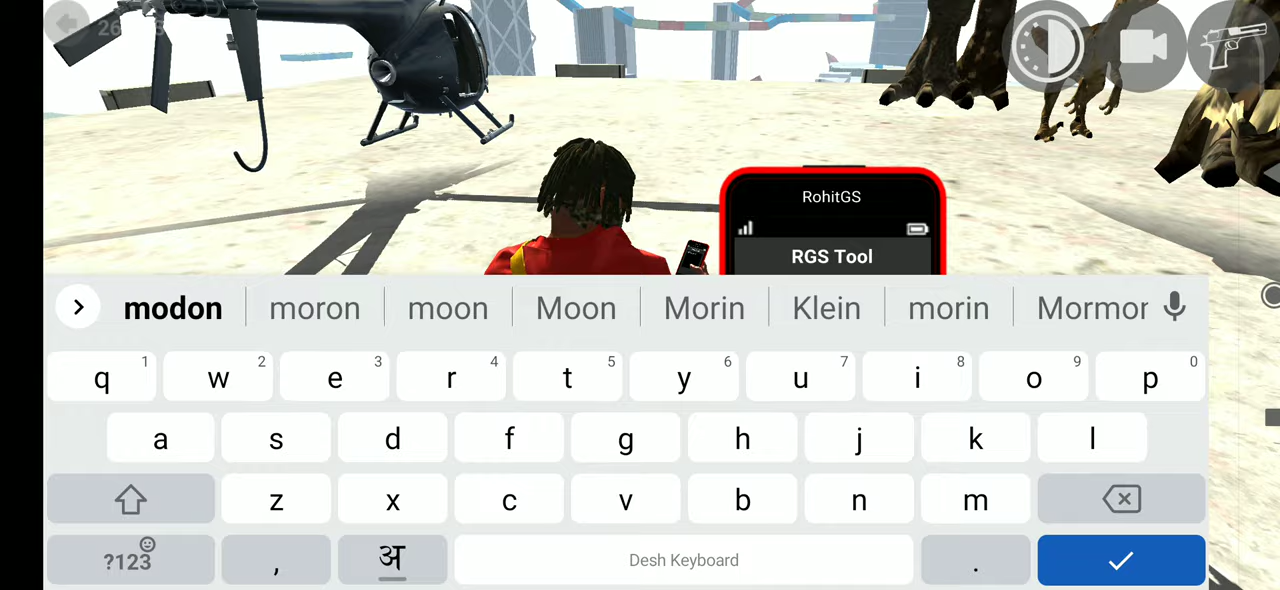 RohitGS
RGS Tool
modon moron moon Moon Morin Klein morin Mormor
q 1 w 2 e 3 r 4 t 5 y 6 u 7 i 8 o 9 p 0
a s d f g h j k l
z x c v b n m
?123 , अ Desh Keyboard .